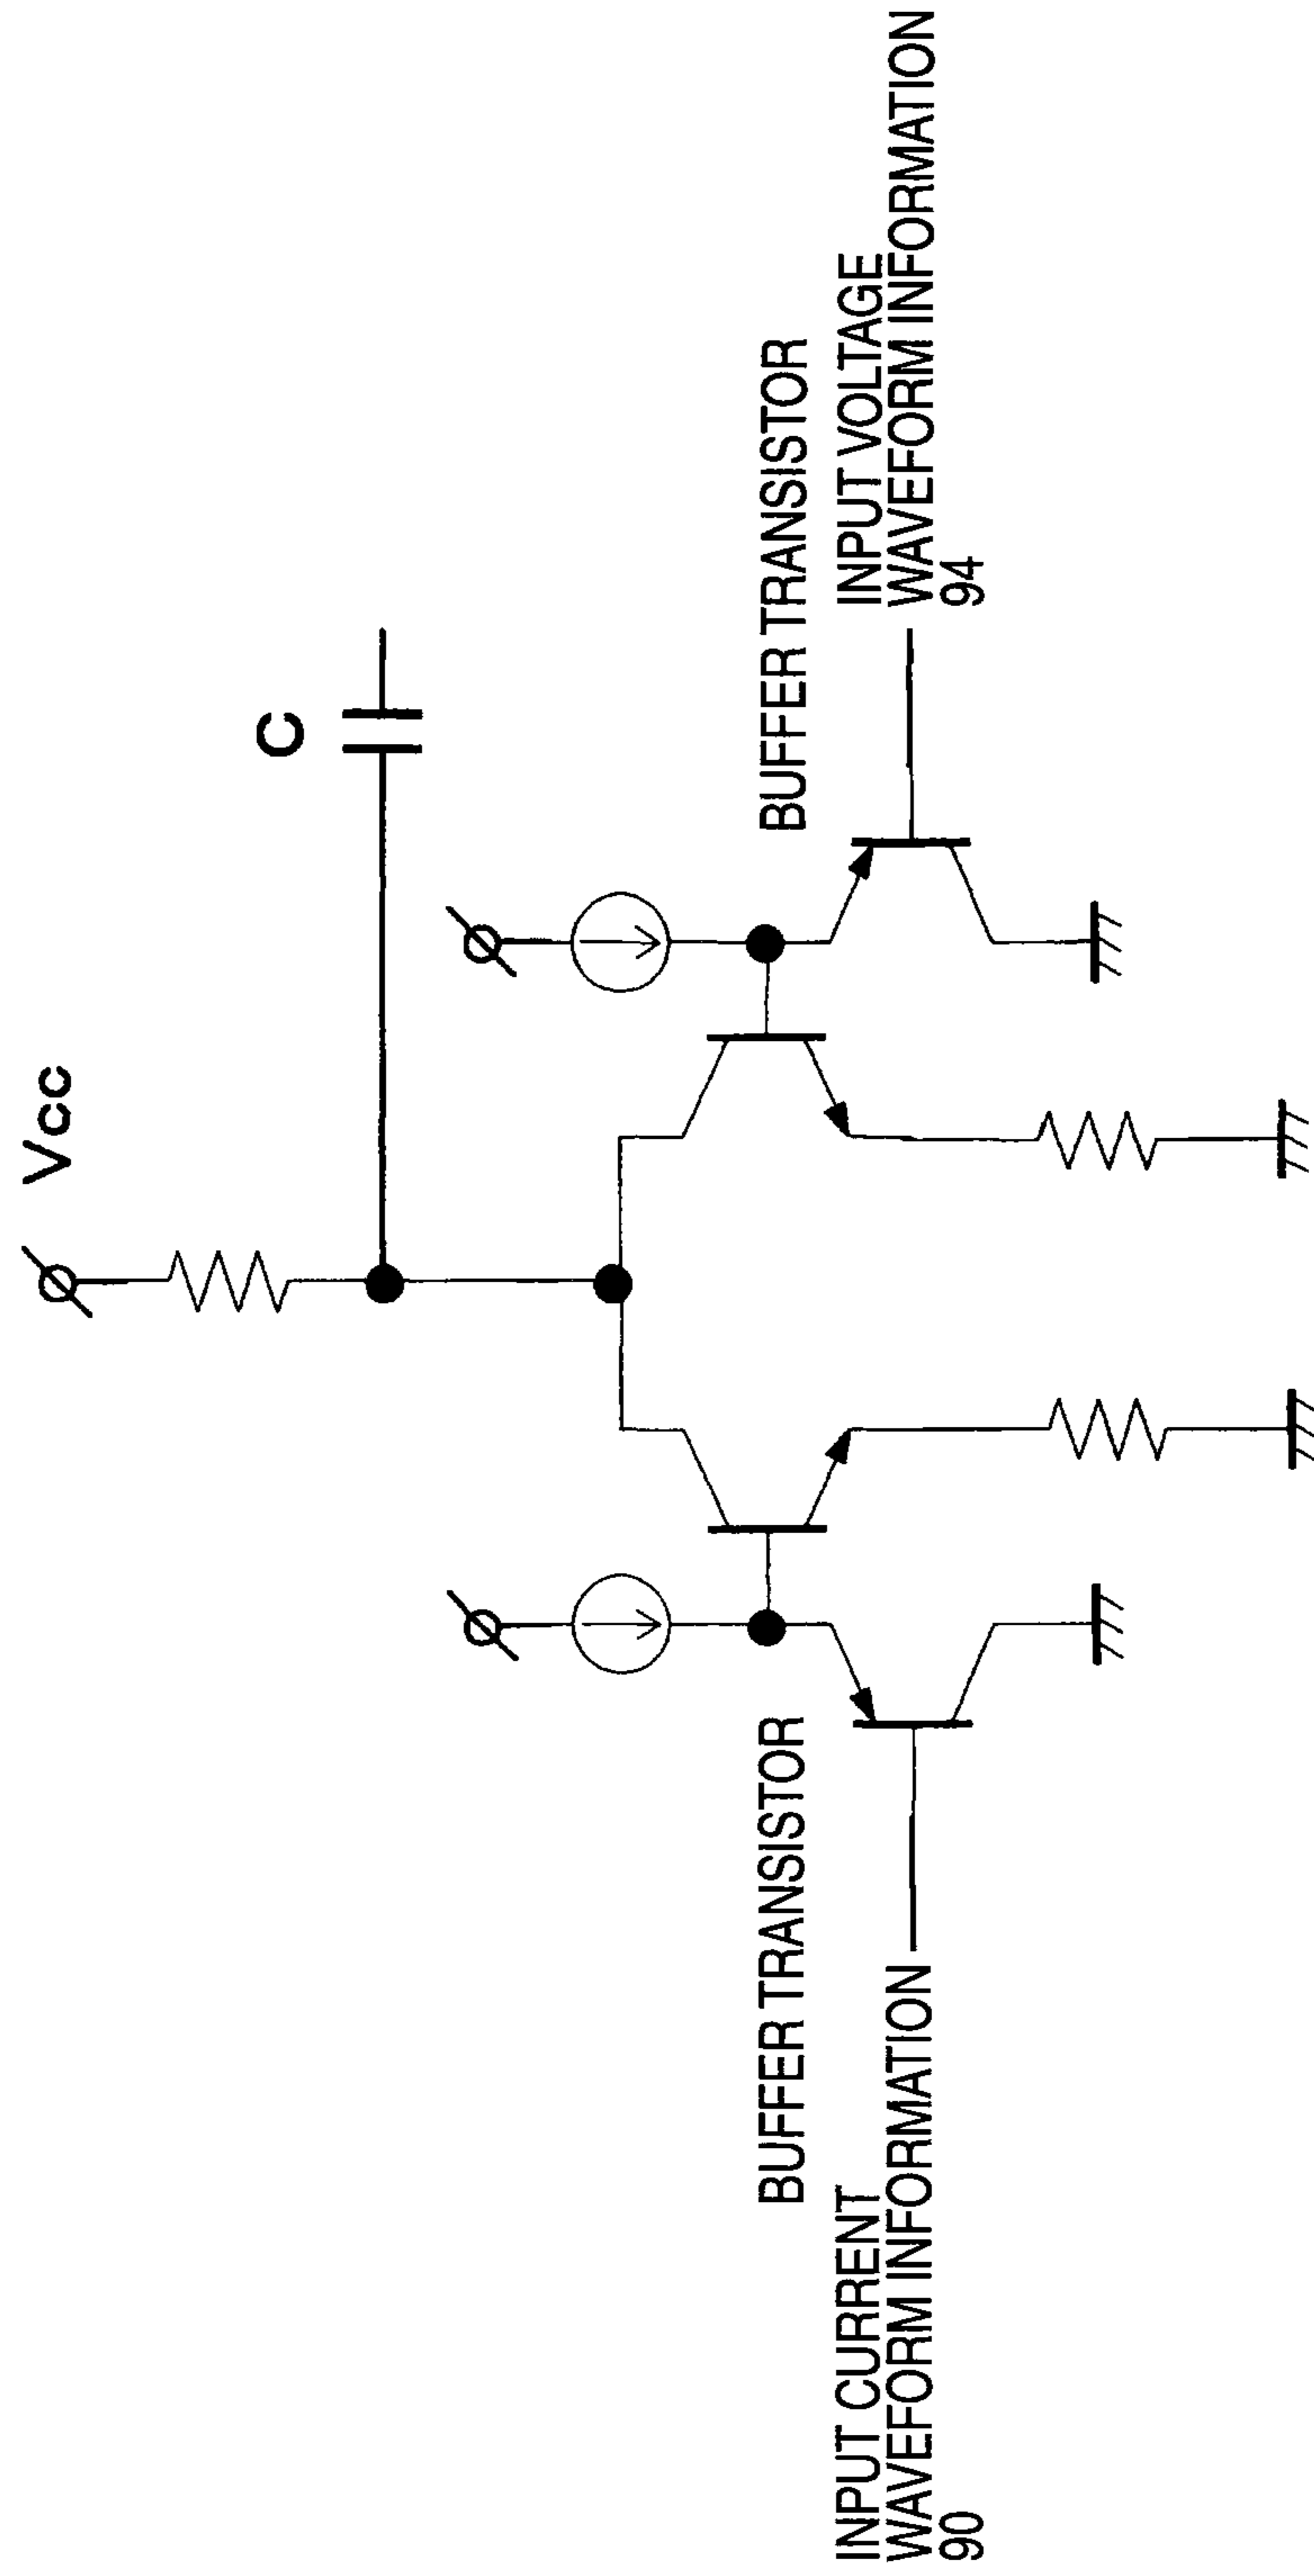 Vcc
C
BUFFER TRANSISTOR
BUFFER TRANSISTOR
INPUT CURRENT
WAVEFORM INFORMATION
90
INPUT VOLTAGE
WAVEFORM INFORMATION
94